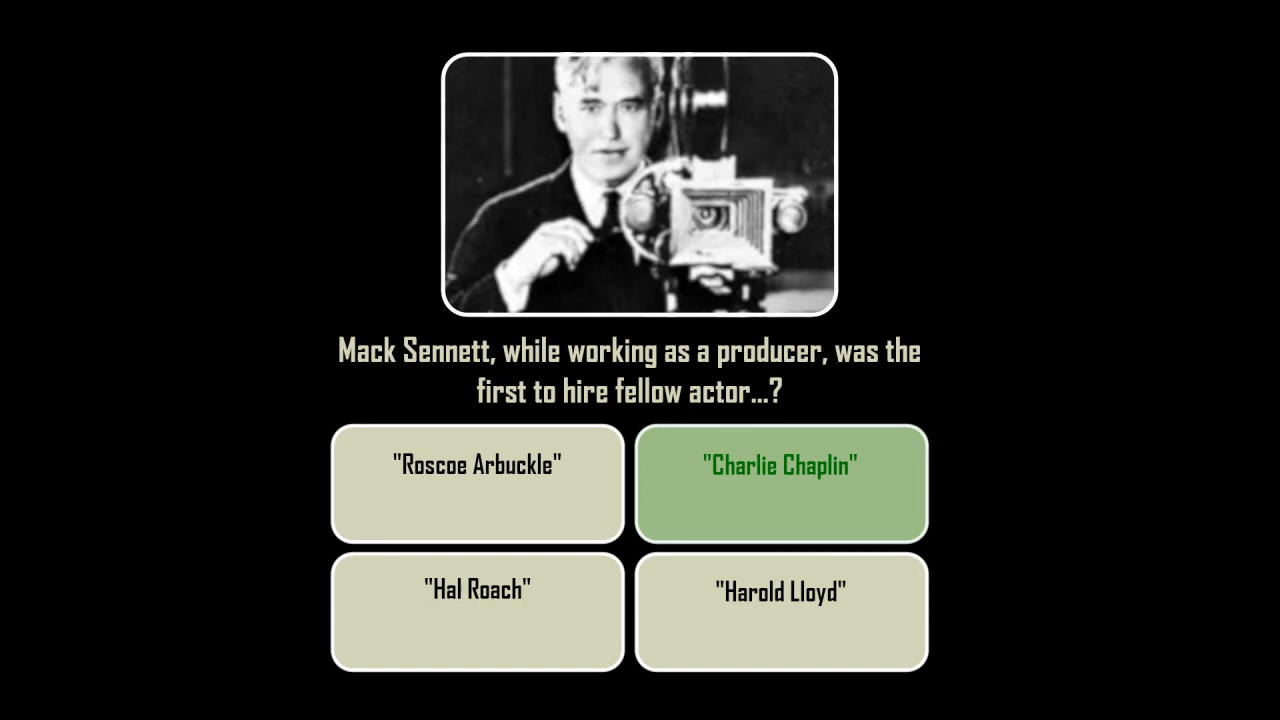 Mack Sennett, while working as a producer, was the
first to hire fellow actor...?
"Roscoe Arbuckle"
"Charlie Chaplin"
"Hal Roach"
"Harold Lloyd"